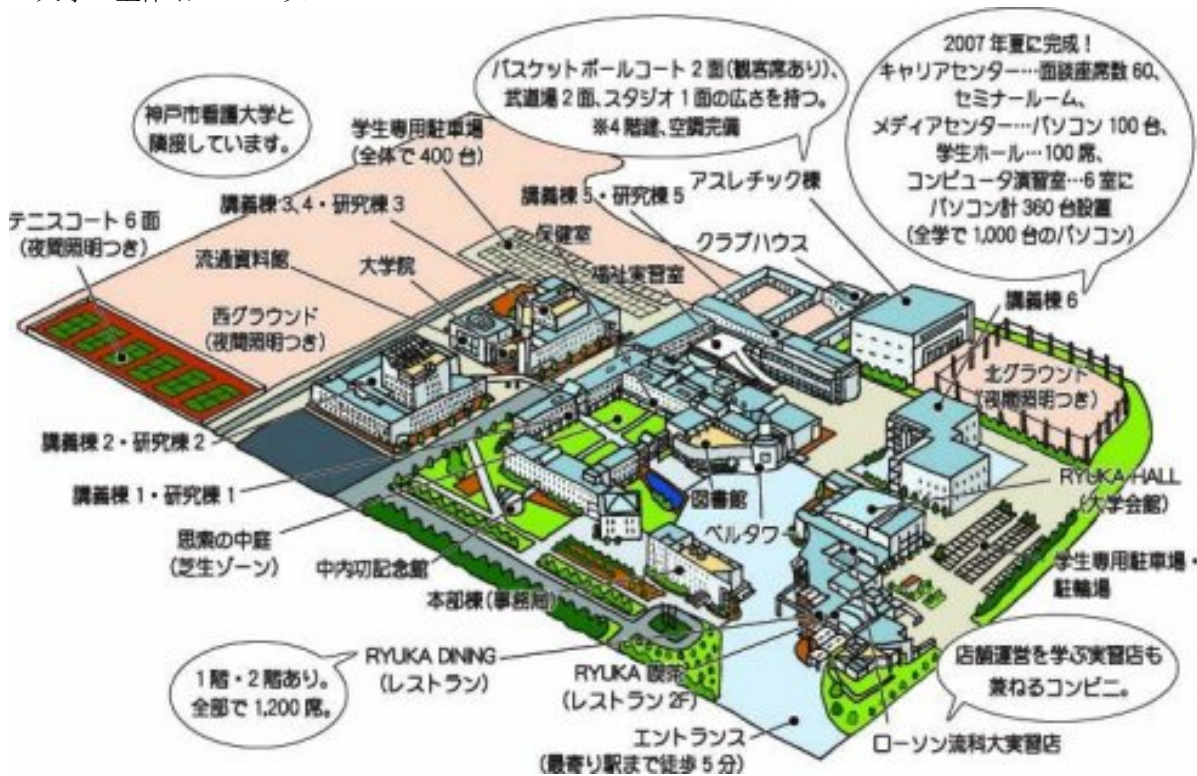 2007年夏に完成！
キャリアセンター…面談座席数60、
セミナールーム、
メディアセンター…パソコン100台、
学生ホール…100席、
コンピュータ演習室…6室に
パソコン計360台設置
(全学で1,000台のパソコン)
バスケットボールコート2面(観客席あり)、
武道場2面、スタジオ1面の広さを持つ。
※4階建、空調完備
神戸市看護大学と
隣接しています。
学生専用駐車場
(全体で400台)
講義棟5・研究棟5
アスレチック棟
講義棟3、4・研究棟3
テニスコート6面
(夜間照明つき)
保健室
クラブハウス
流通資料館
大学院
福祉実習室
講義棟6
西グラウンド
(夜間照明つき)
北グラウンド
(夜間照明つき)
講義棟2・研究棟2
講義棟1・研究棟1
図書館
RYUKA HALL
(大学会館)
ベルタワー
思索の中庭
(芝生ゾーン)
中内㓛記念館
学生専用駐車場・
駐輪場
本部棟(事務局)
RYUKA DINING
(レストラン)
1階・2階あり。
全部で1,200席。
RYUKA 喫茶
(レストラン2F)
店舗運営を学ぶ実習店も
兼ねるコンビニ。
エントランス
(最寄り駅まで徒歩5分)
ローソン流科大実習店